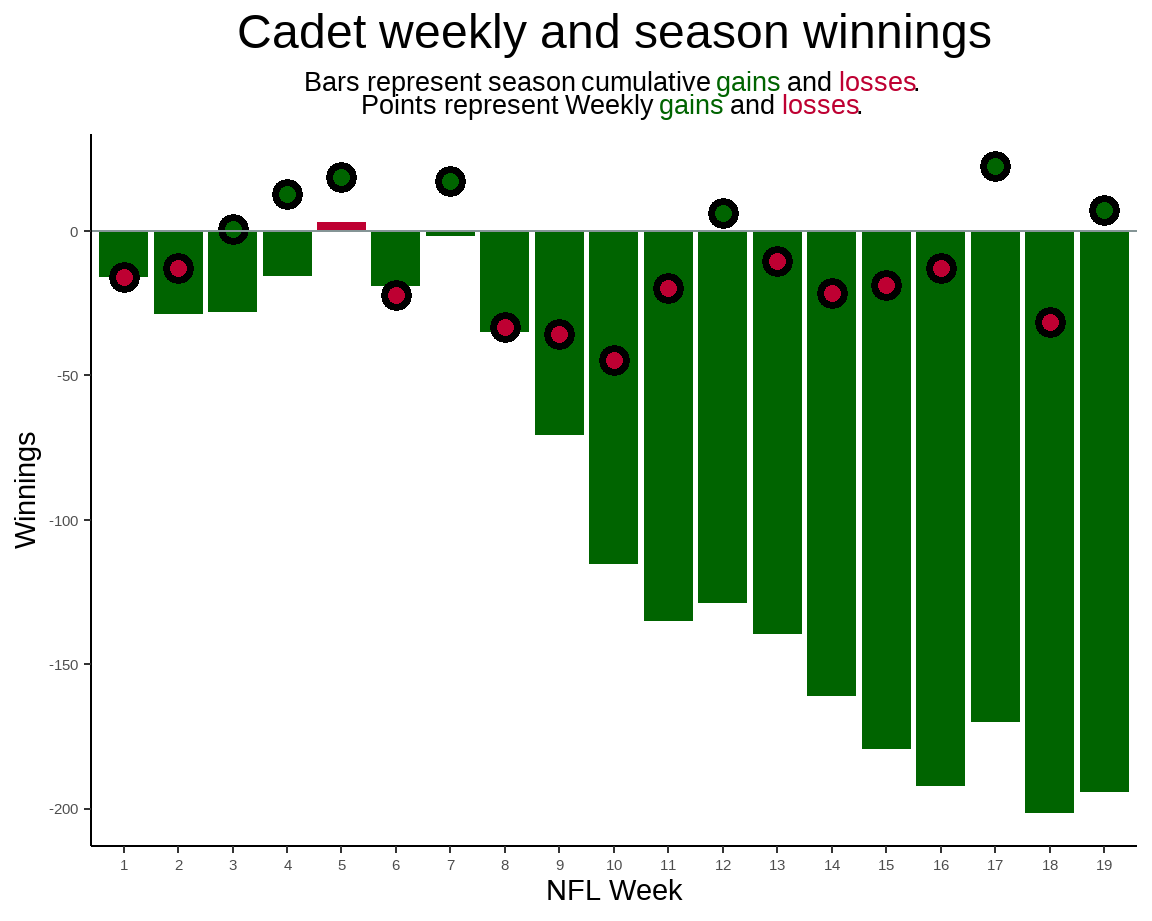 Cadet weekly and season winnings
Bars represent season cumulative gains and losses.
Points represent Weekly gains and losses.
Winnings
0
-50
-100
-150
-200
1 2 3 4 5 6 7 8 9 10 11 12 13 14 15 16 17 18 19
NFL Week